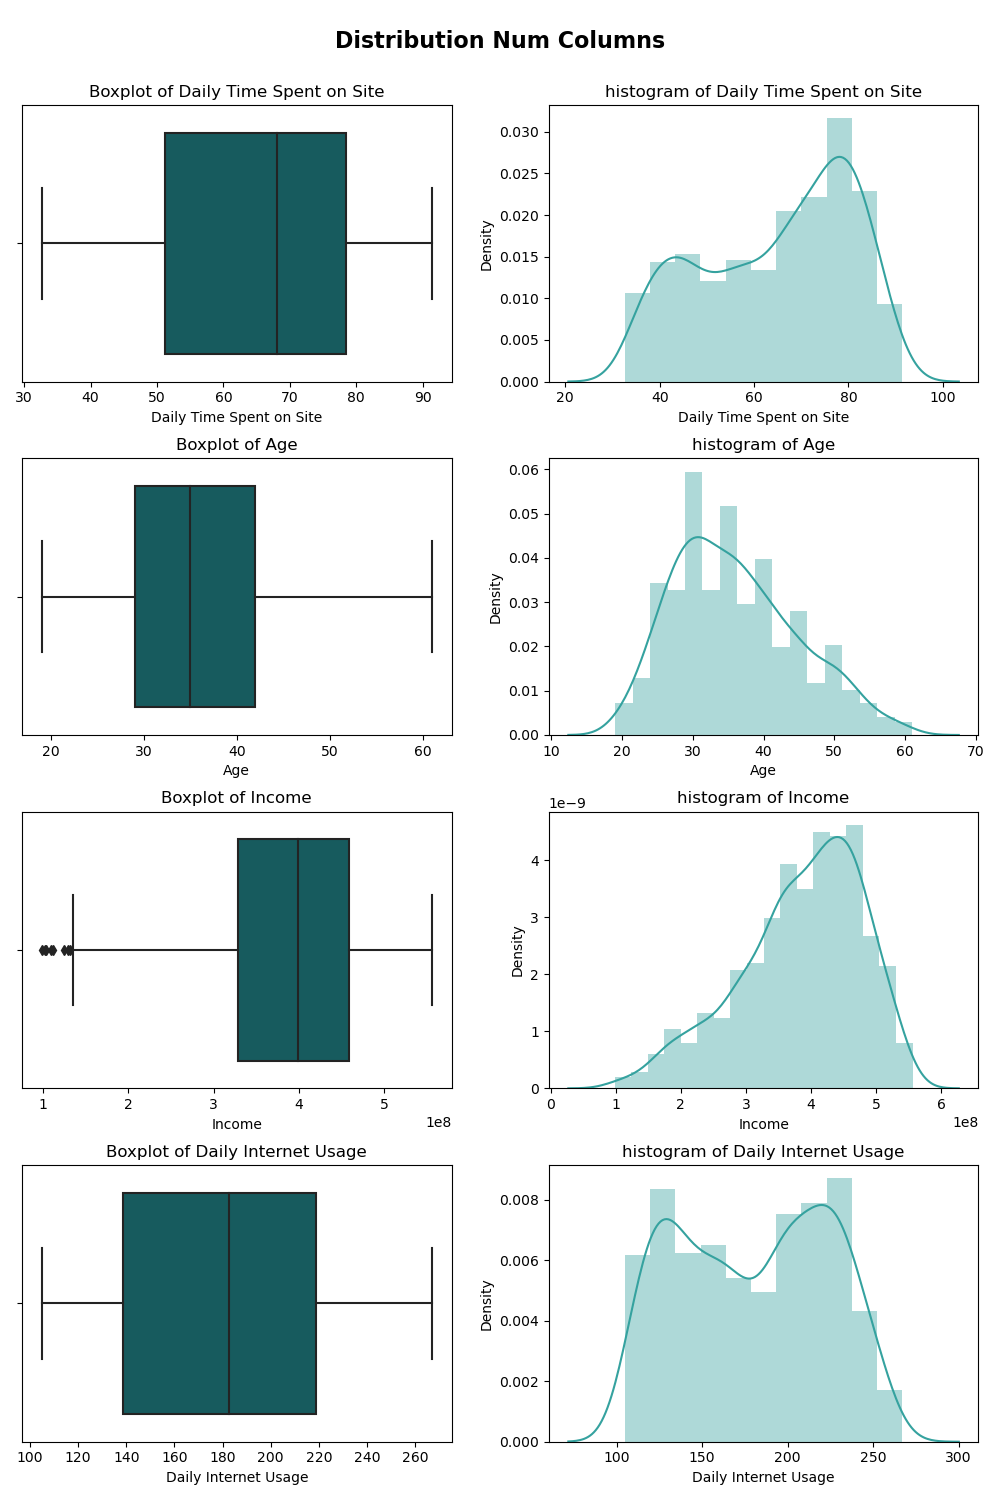 Distribution Num Columns
Boxplot of Daily Time Spent on Site
30 40 50 60 70 80 90
Daily Time Spent on Site
histogram of Daily Time Spent on Site
Density
0.030
0.025
0.020
0.015
0.010
0.005
0.000
20 40 60 80 100
Daily Time Spent on Site
Boxplot of Age
20 30 40 50 60
Age
histogram of Age
Density
0.06
0.05
0.04
0.03
0.02
0.01
0.00
10 20 30 40 50 60 70
Age
Boxplot of Income
1 2 3 4 5
1e8
Income
histogram of Income
1e−9
Density
4
3
2
1
0
0 1 2 3 4 5 6
1e8
Income
Boxplot of Daily Internet Usage
100 120 140 160 180 200 220 240 260
Daily Internet Usage
histogram of Daily Internet Usage
Density
0.008
0.006
0.004
0.002
0.000
100 150 200 250 300
Daily Internet Usage